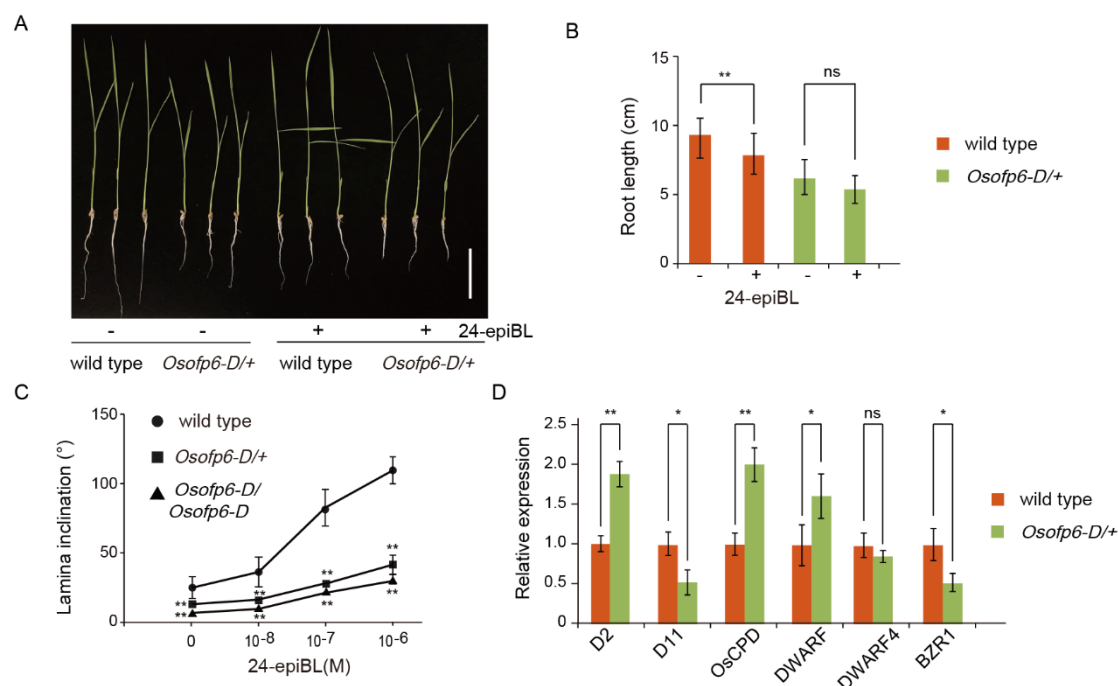 A
- - + + 24-epiBL
wild type Osofp6-D/+ wild type Osofp6-D/+
B
15
10
5
0
Root length (cm)
** ns
- + - +
24-epiBL
wild type
Osofp6-D/+
C
150
100
50
0
Lamina inclination (°)
wild type
Osofp6-D/+
Osofp6-D/
Osofp6-D
** ** ** **
** ** ** **
0 10-8 10-7 10-6
24-epiBL(M)
D
2.5
2.0
1.5
1.0
0.5
0
Relative expression
** * ** * ns *
D2 D11 OsCPD DWARF DWARF4 BZR1
wild type
Osofp6-D/+